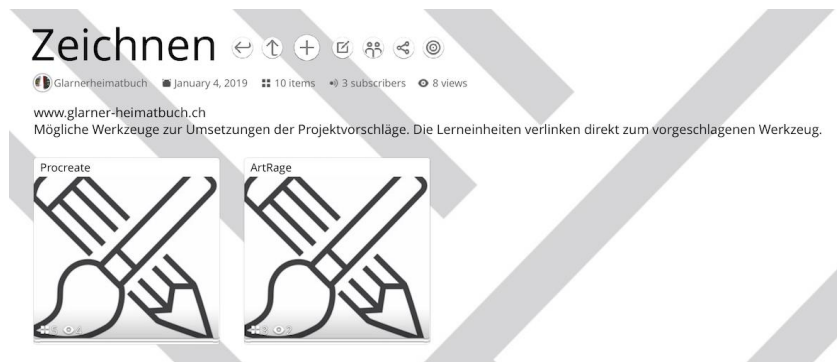 Zeichnen
Glarnerheimatbuch January 4, 2019 10 items 3 subscribers 8 views
www.glarner-heimatbuch.ch
Mögliche Werkzeuge zur Umsetzungen der Projektvorschläge. Die Lerneinheiten verlinken direkt zum vorgeschlagenen Werkzeug.
Procreate ArtRage